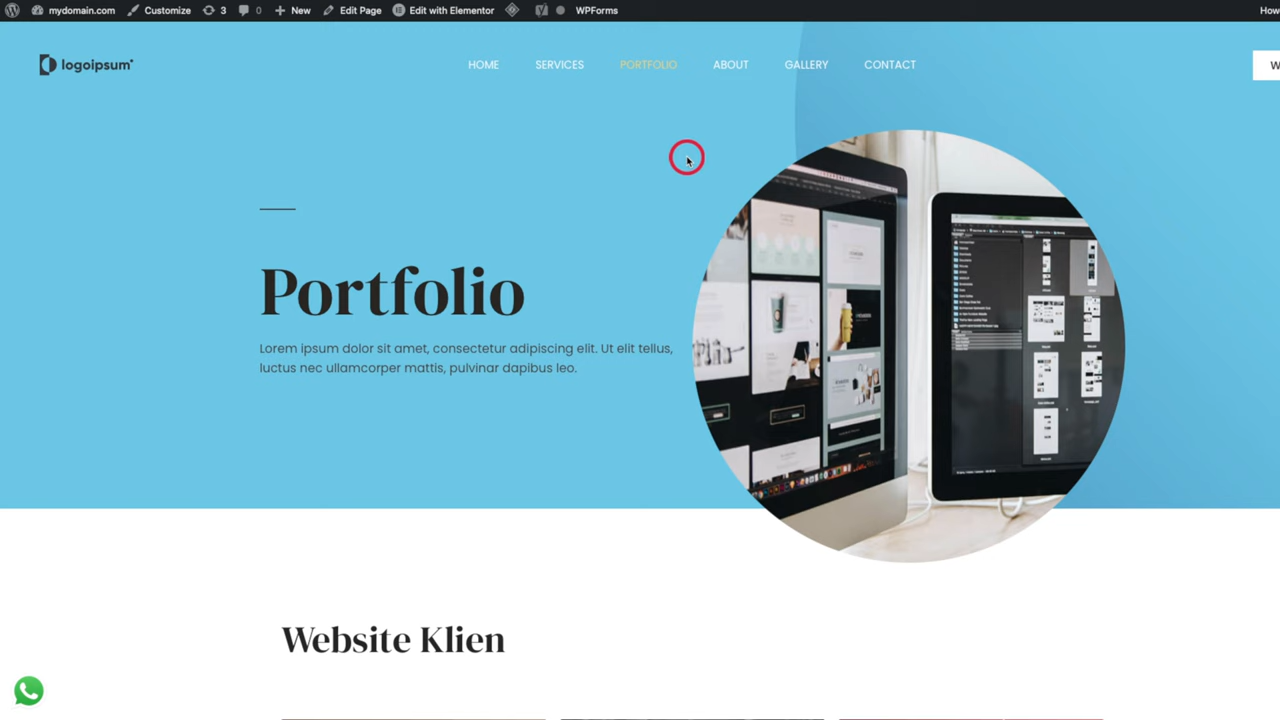 mydomain.com Customize 3 0 New Edit Page Edit with Elementor WPForms
logoipsum HOME SERVICES PORTFOLIO ABOUT GALLERY CONTACT
Portfolio
Lorem ipsum dolor sit amet, consectetur adipiscing elit. Ut elit tellus,
luctus nec ullamcorper mattis, pulvinar dapibus leo.
Website Klien